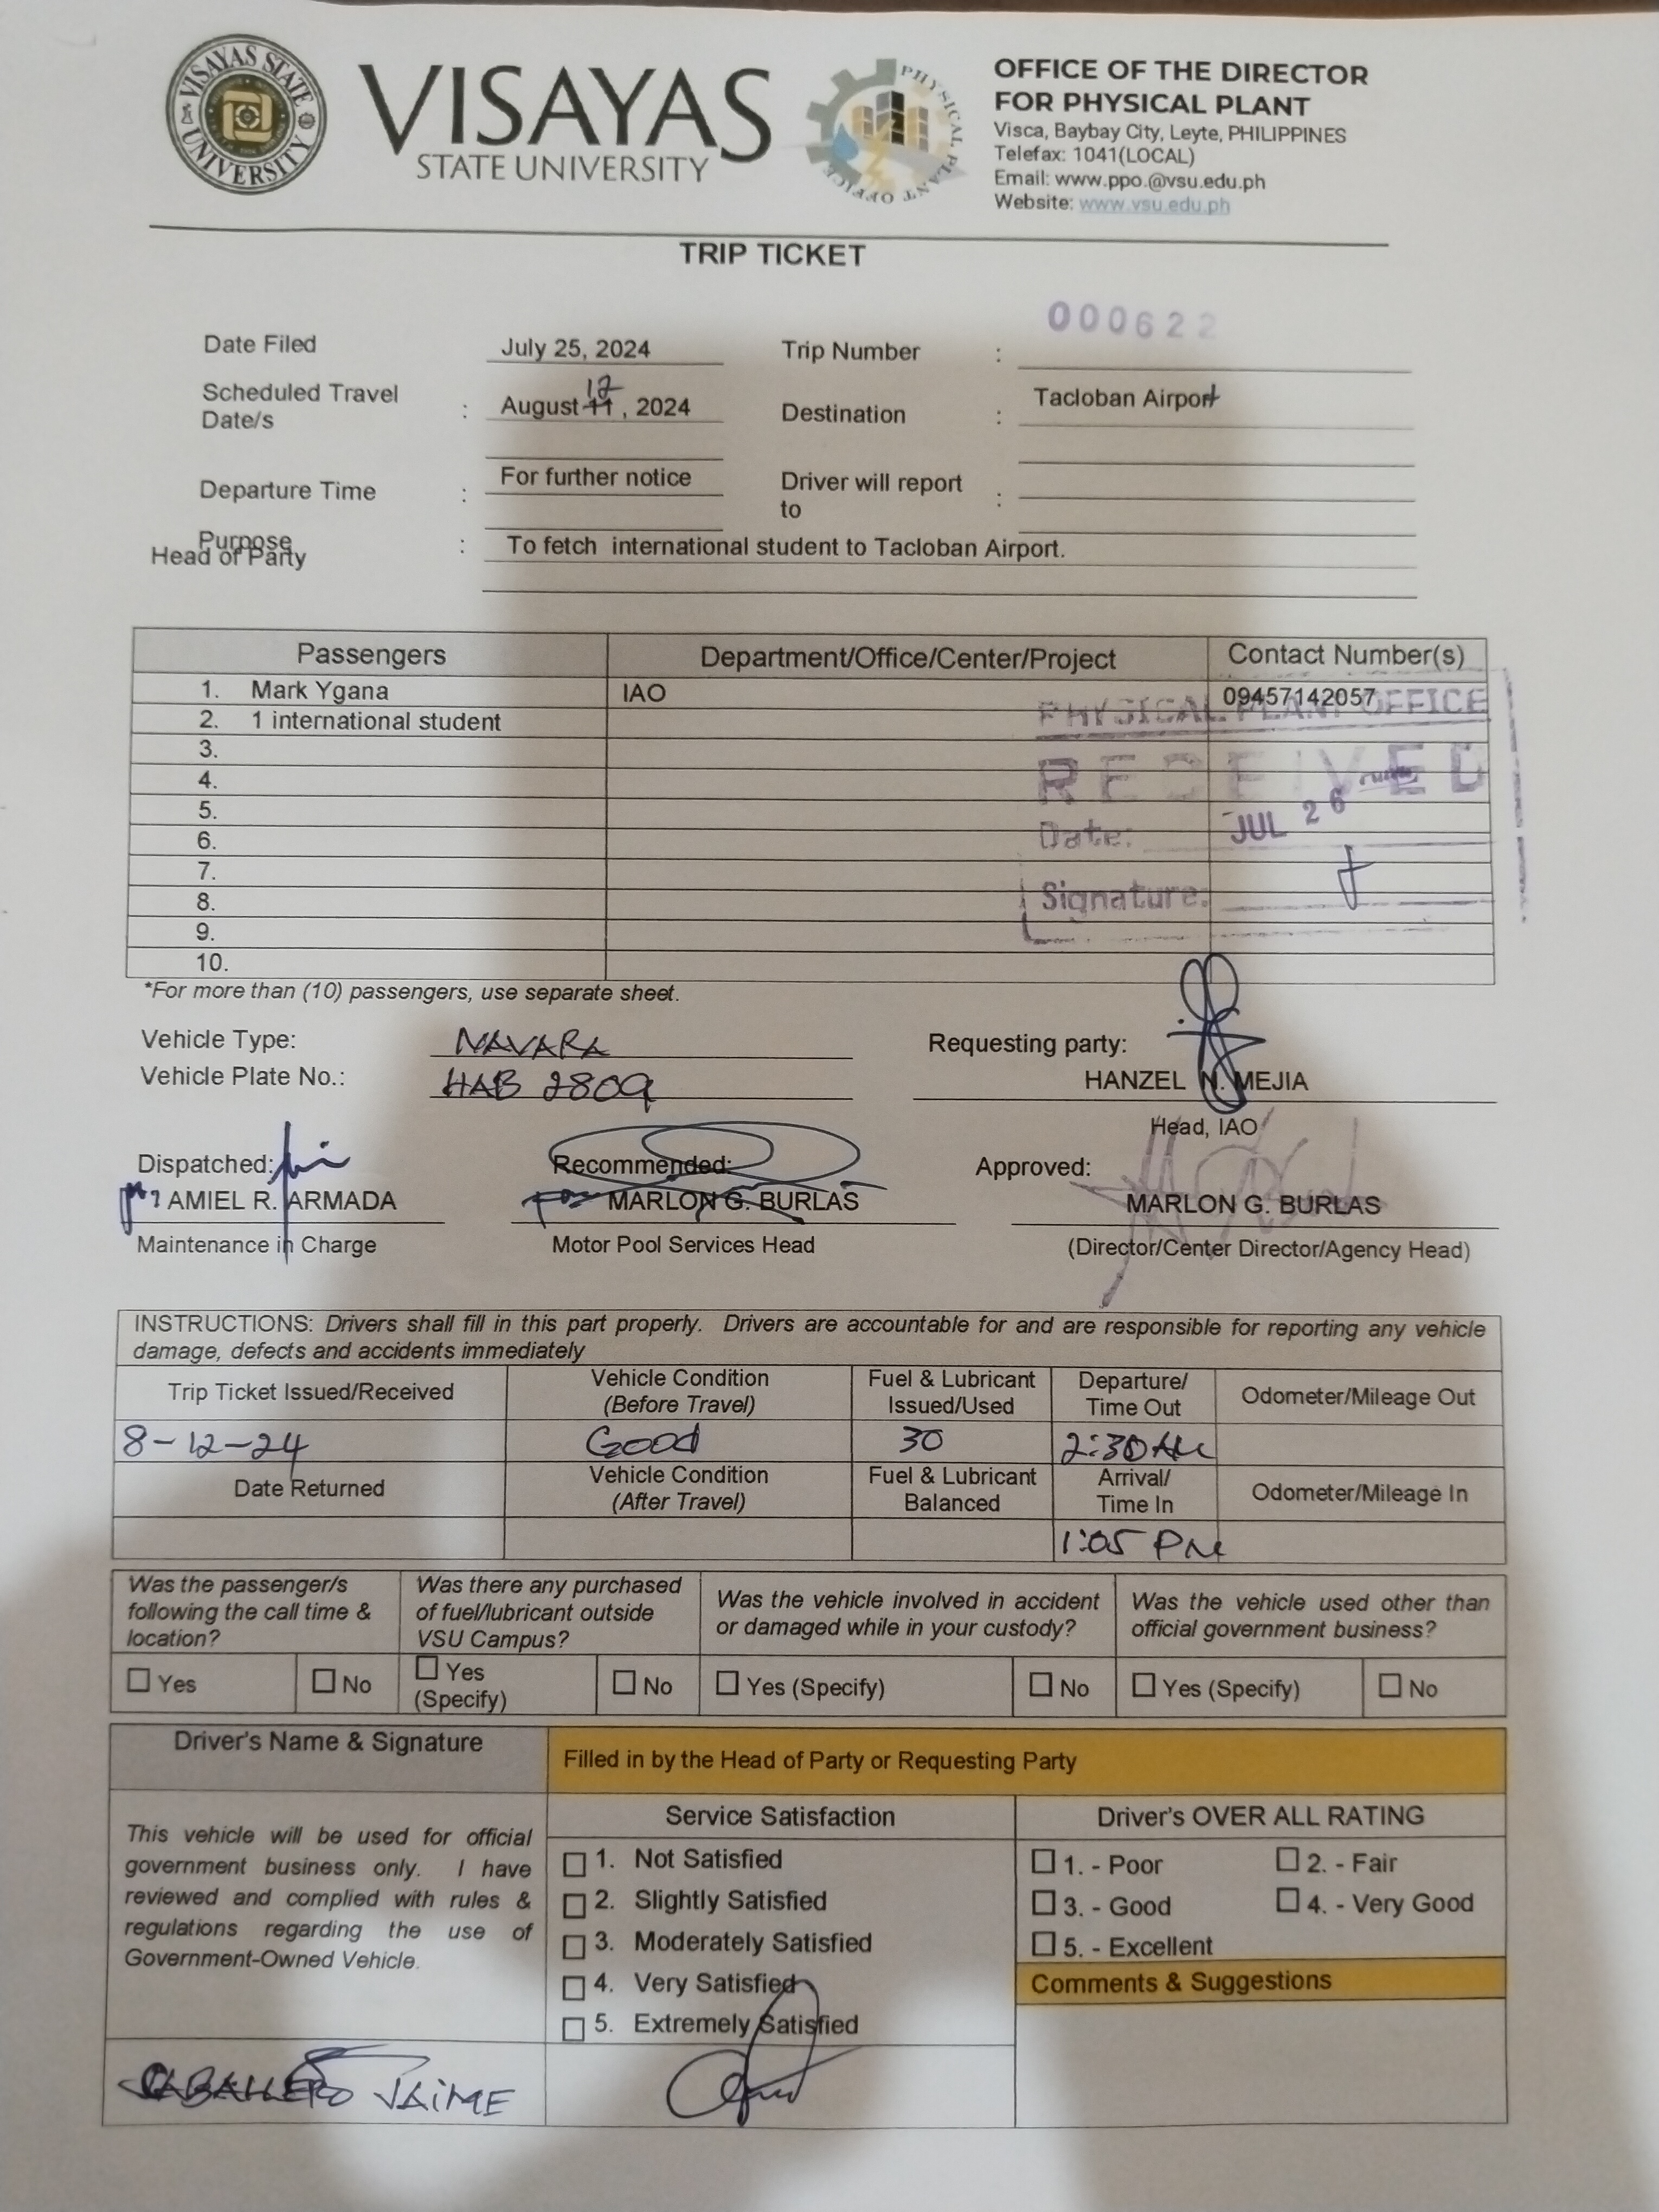 VISAYAS STATE UNIVERSITY
VISAYAS
STATE UNIVERSITY
PHYSICAL PLANT OFFICE
OFFICE OF THE DIRECTOR
FOR PHYSICAL PLANT
Visca, Baybay City, Leyte, PHILIPPINES
Telefax: 1041(LOCAL)
Email: www.ppo.@vsu.edu.ph
Website: www.vsu.edu.ph
TRIP TICKET
000622
Date Filed July 25, 2024 Trip Number :
Scheduled Travel Date/s : August 11 12, 2024 Destination : Tacloban Airport
Departure Time : For further notice Driver will report to :
Purpose : To fetch international student to Tacloban Airport.
Head of Party
Passengers Department/Office/Center/Project Contact Number(s)
1. Mark Ygana IAO 09457142057
2. 1 international student
3.
4.
5.
6.
7.
8.
9.
10.
PHYSICAL PLANT OFFICE
RECEIVED
Date: JUL 26
Signature:
*For more than (10) passengers, use separate sheet.
Vehicle Type: NAVARA Requesting party:
Vehicle Plate No.: HAB 2809 HANZEL N. MEJIA
Head, IAO
Dispatched: Recommended: Approved:
AMIEL R. ARMADA for MARLON G. BURLAS MARLON G. BURLAS
Maintenance in Charge Motor Pool Services Head (Director/Center Director/Agency Head)
INSTRUCTIONS: Drivers shall fill in this part properly. Drivers are accountable for and are responsible for reporting any vehicle
damage, defects and accidents immediately
Trip Ticket Issued/Received Vehicle Condition (Before Travel) Fuel & Lubricant Issued/Used Departure/ Time Out Odometer/Mileage Out
8-12-24 Good 30 2:30 AM
Date Returned Vehicle Condition (After Travel) Fuel & Lubricant Balanced Arrival/ Time In Odometer/Mileage In
1:05 PM
Was the passenger/s following the call time & location? Was there any purchased of fuel/lubricant outside VSU Campus? Was the vehicle involved in accident or damaged while in your custody? Was the vehicle used other than official government business?
☐ Yes ☐ No ☐ Yes (Specify) ☐ No ☐ Yes (Specify) ☐ No ☐ Yes (Specify) ☐ No
Driver's Name & Signature
Filled in by the Head of Party or Requesting Party
This vehicle will be used for official
government business only. I have
reviewed and complied with rules &
regulations regarding the use of
Government-Owned Vehicle.
CABALLERO JAIME
Service Satisfaction
☐ 1. Not Satisfied
☐ 2. Slightly Satisfied
☐ 3. Moderately Satisfied
☐ 4. Very Satisfied
☐ 5. Extremely Satisfied
Driver's OVER ALL RATING
☐ 1. - Poor ☐ 2. - Fair
☐ 3. - Good ☐ 4. - Very Good
☐ 5. - Excellent
Comments & Suggestions